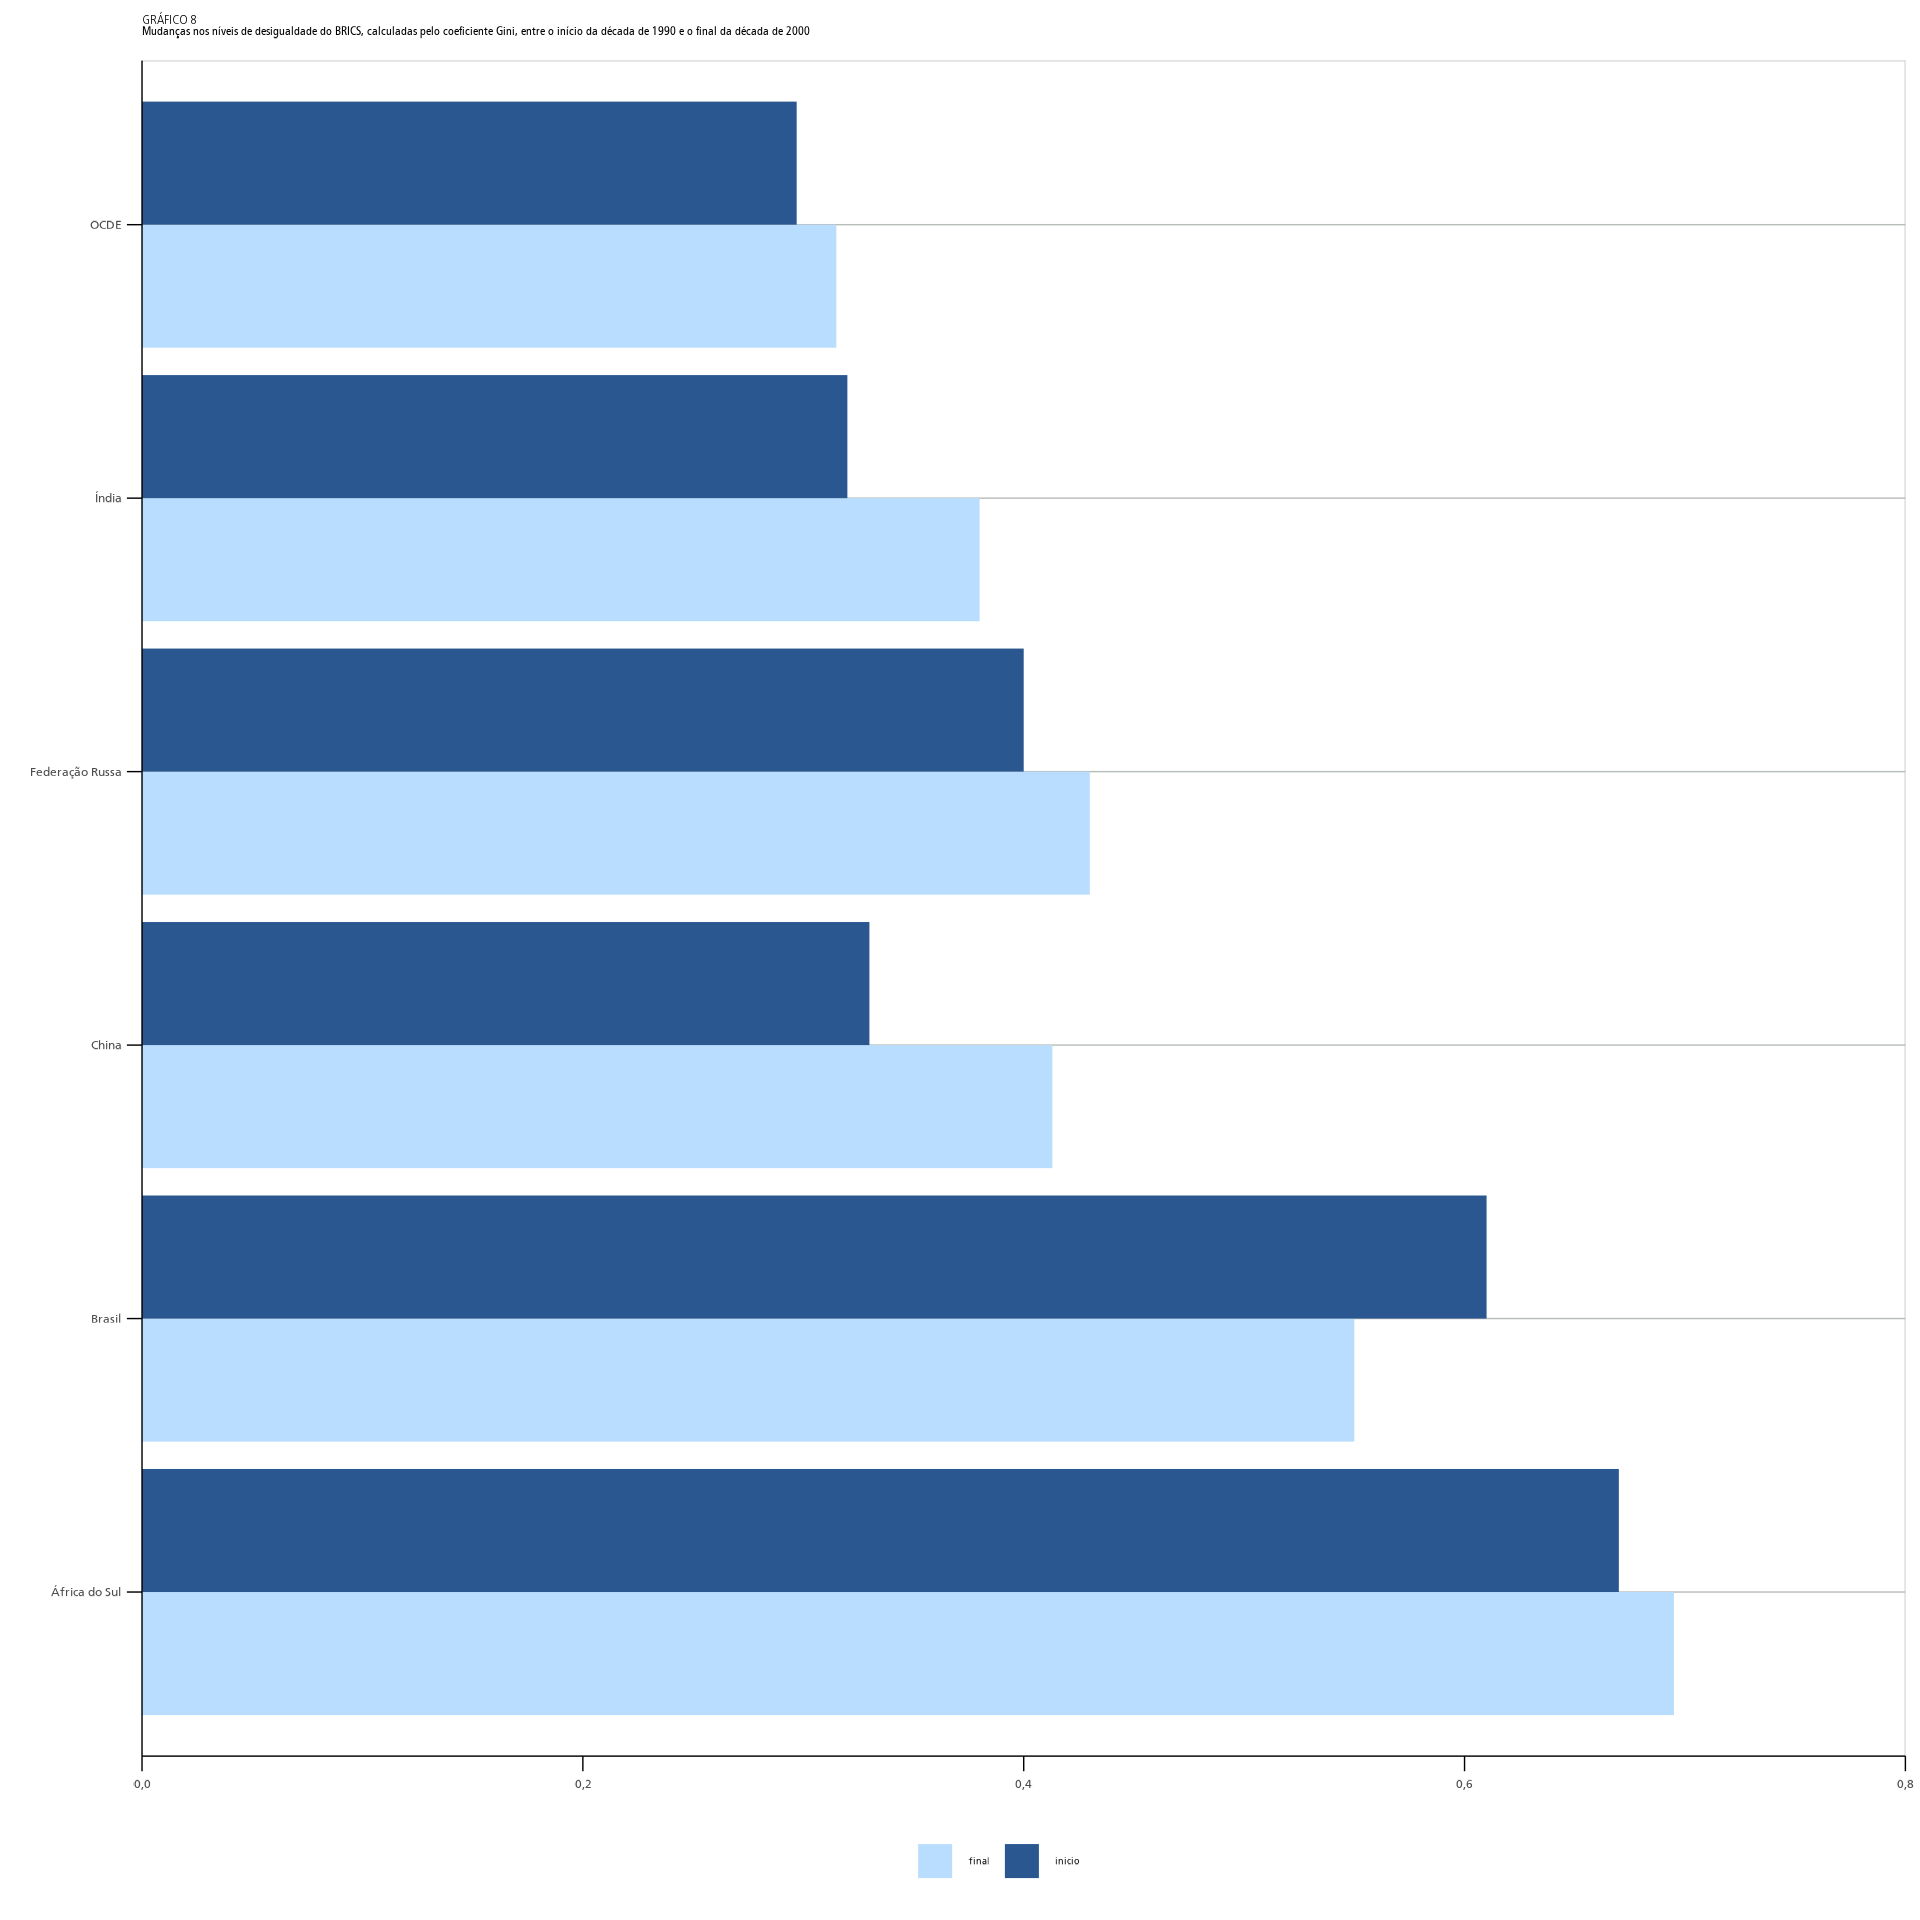 GRÁFICO 8
Mudanças nos níveis de desigualdade do BRICS, calculadas pelo coeficiente Gini, entre o início da década de 1990 e o final da década de 2000
OCDE
Índia
Federação Russa
China
Brasil
África do Sul
0,0 0,2 0,4 0,6 0,8
final inicio